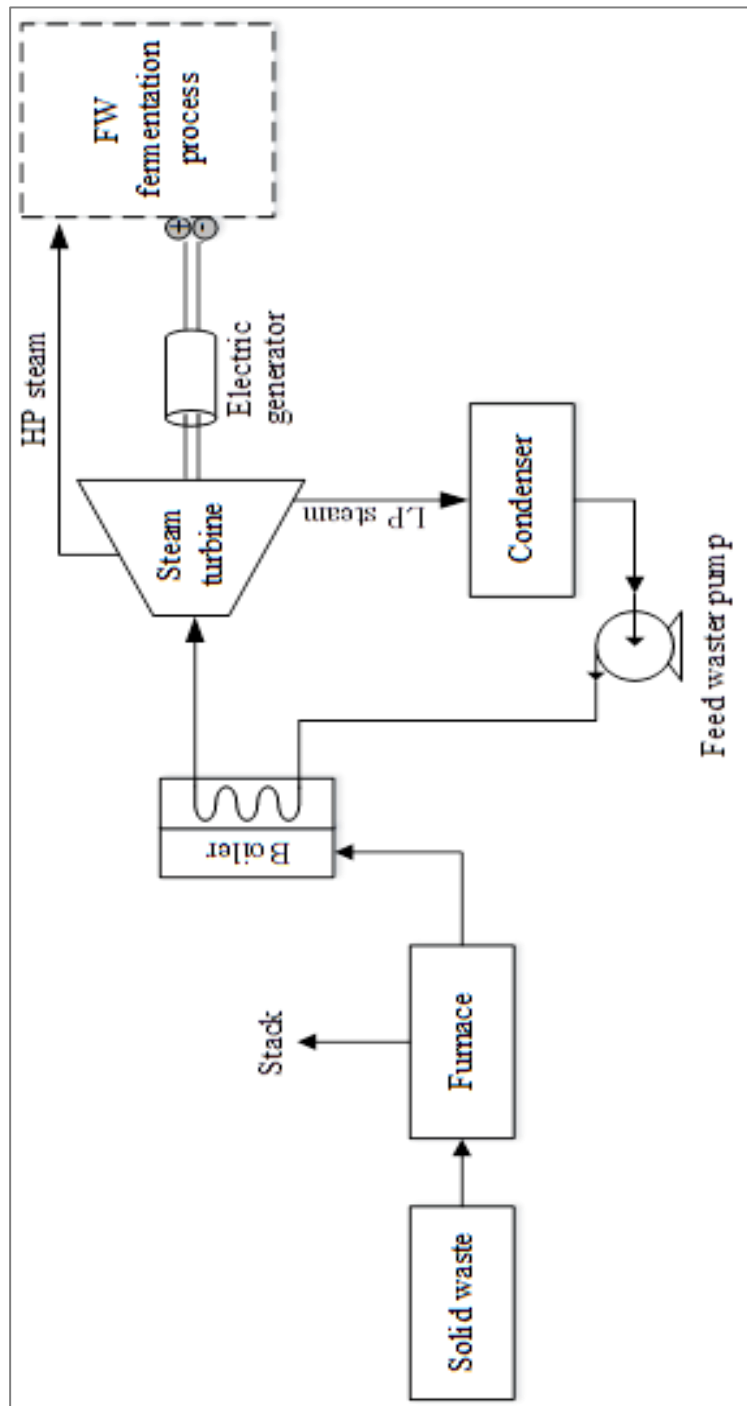 FW
fermentation
process
HP steam
Electric
generator
Steam
turbine
LP steam
Condenser
Feed waster pump
Boiler
Stack
Furnace
Solid waste
+
-